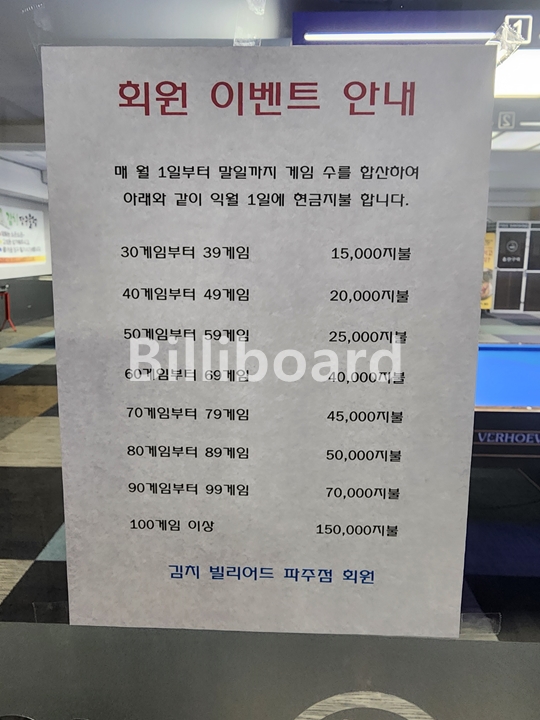 회원 이벤트 안내
매 월 1일부터 말일까지 게임 수를 합산하여
아래와 같이 익월 1일에 현금지불 합니다.
30게임부터 39게임 15,000지불
40게임부터 49게임 20,000지불
50게임부터 59게임 25,000지불
Billiboard
60게임부터 69게임 40,000지불
70게임부터 79게임 45,000지불
80게임부터 89게임 50,000지불
90게임부터 99게임 70,000지불
100게임 이상 150,000지불
김치 빌리어드 파주점 회원
1
2
VERHOEV